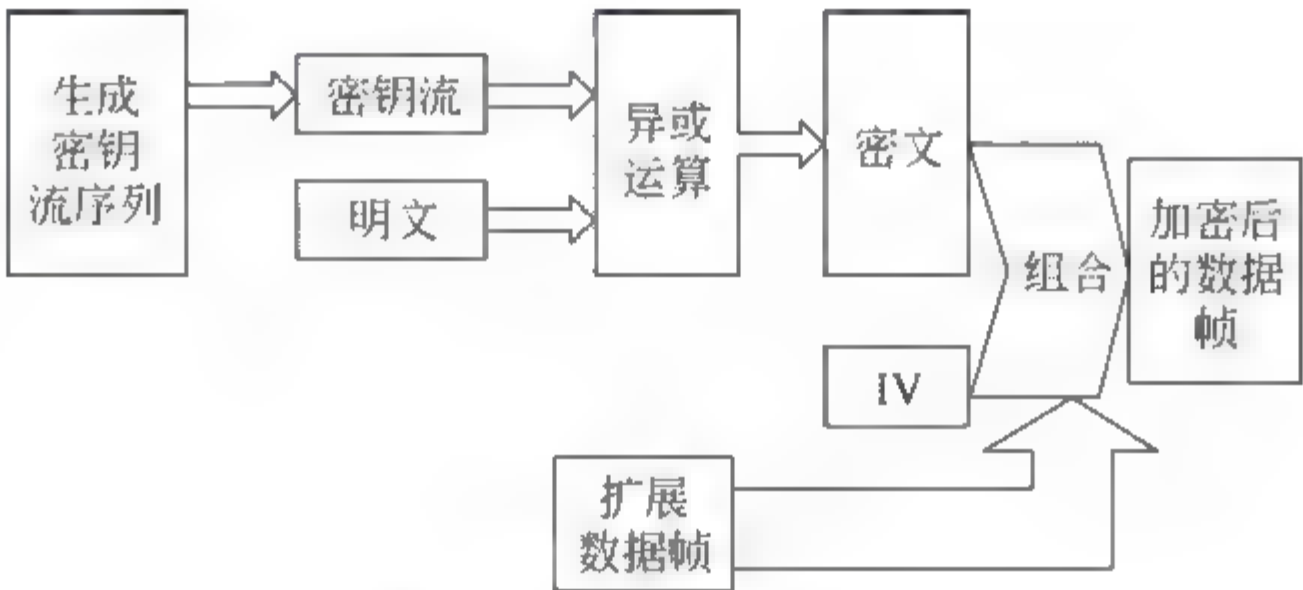 生成
密钥
流序列
密钥流
明文
异或
运算
密文
IV
组合
加密后
的数据
帧
扩展
数据帧